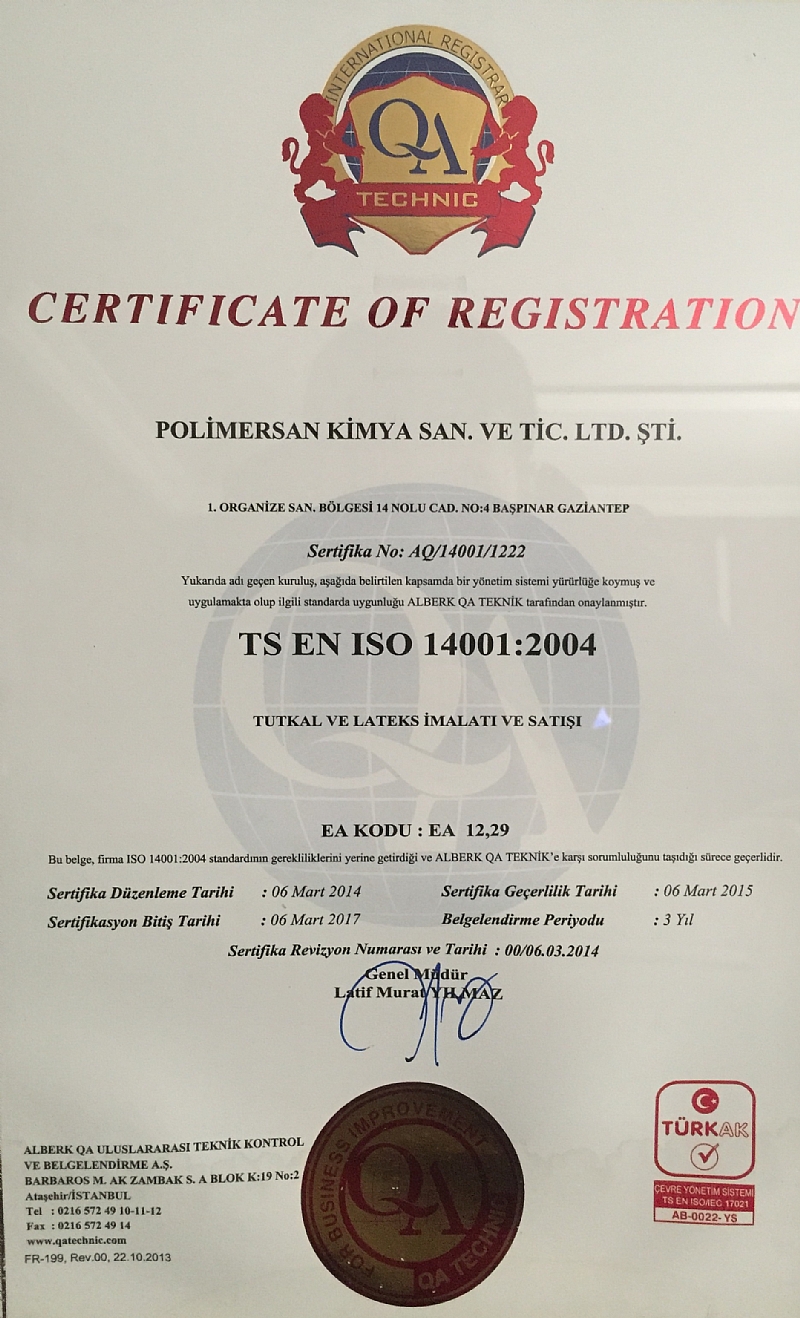 INTERNATIONAL REGISTRAR
QA
TECHNIC
CERTIFICATE OF REGISTRATION
POLİMERSAN KİMYA SAN. VE TİC. LTD. ŞTİ.
1. ORGANİZE SAN. BÖLGESİ 14 NOLU CAD. NO:4 BAŞPINAR GAZİANTEP
Sertifika No: AQ/14001/1222
Yukarıda adı geçen kuruluş, aşağıda belirtilen kapsamda bir yönetim sistemi yürürlüğe koymuş ve
uygulamakta olup ilgili standarda uygunluğu ALBERK QA TEKNİK tarafından onaylanmıştır.
TS EN ISO 14001:2004
TUTKAL VE LATEKS İMALATI VE SATIŞI
EA KODU : EA 12,29
Bu belge, firma ISO 14001:2004 standardının gerekliliklerini yerine getirdiği ve ALBERK QA TEKNİK'e karşı sorumluluğunu taşıdığı sürece geçerlidir.
Sertifika Düzenleme Tarihi : 06 Mart 2014 Sertifika Geçerlilik Tarihi : 06 Mart 2015
Sertifikasyon Bitiş Tarihi : 06 Mart 2017 Belgelendirme Periyodu : 3 Yıl
Sertifika Revizyon Numarası ve Tarihi : 00/06.03.2014
Genel Müdür
Latif Murat YILMAZ
ALBERK QA ULUSLARARASI TEKNİK KONTROL
VE BELGELENDİRME A.Ş.
BARBAROS M. AK ZAMBAK S. A BLOK K:19 No:2
Ataşehir/İSTANBUL
Tel : 0216 572 49 10-11-12
Fax : 0216 572 49 14
www.qatechnic.com
FR-199, Rev.00, 22.10.2013
FOR BUSINESS IMPROVEMENT
QA
QA TECHNIC
TÜRKAK
ÇEVRE YÖNETİM SİSTEMİ
TS EN ISO/IEC 17021
AB-0022-YS